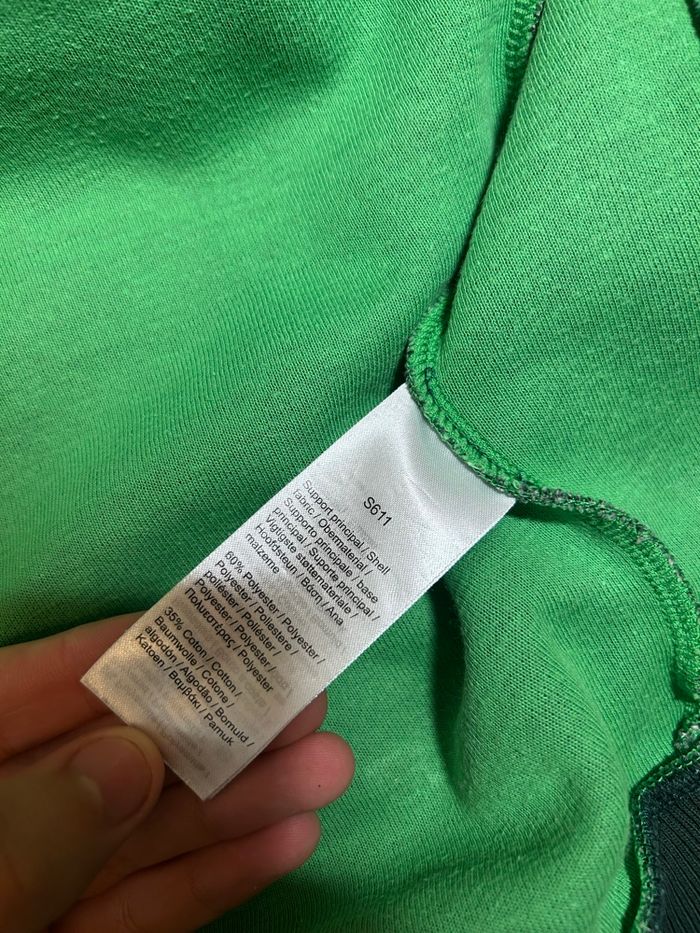 S611
Support principal / Shell
fabric / Obermaterial /
Supporto principale / base
principal / Suporte principal /
Vigtigste støttemateriale /
Hoofdsteun / Βάση / Ana
malzeme
60% Polyester / Polyester /
Polyester / Poliestere /
poliéster / Poliéster /
Polyester / Polyester /
Πολυεστέρας / Polyester
35% Coton / Cotton /
Baumwolle / Cotone /
algodón / Algodão / Bomuld /
Katoen / Βαμβάκι / Pamuk